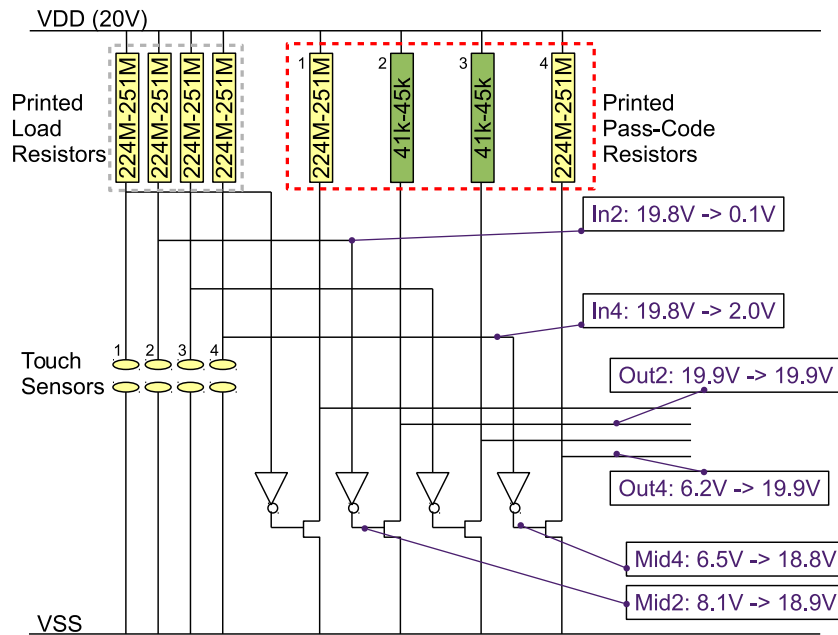 VDD (20V)
Printed
Load
Resistors
224M-251M
224M-251M
224M-251M
224M-251M
1
224M-251M
2
41k-45k
3
41k-45k
4
224M-251M
Printed
Pass-Code
Resistors
In2: 19.8V -> 0.1V
In4: 19.8V -> 2.0V
Touch
Sensors
1
2
3
4
Out2: 19.9V -> 19.9V
Out4: 6.2V -> 19.9V
Mid4: 6.5V -> 18.8V
Mid2: 8.1V -> 18.9V
VSS